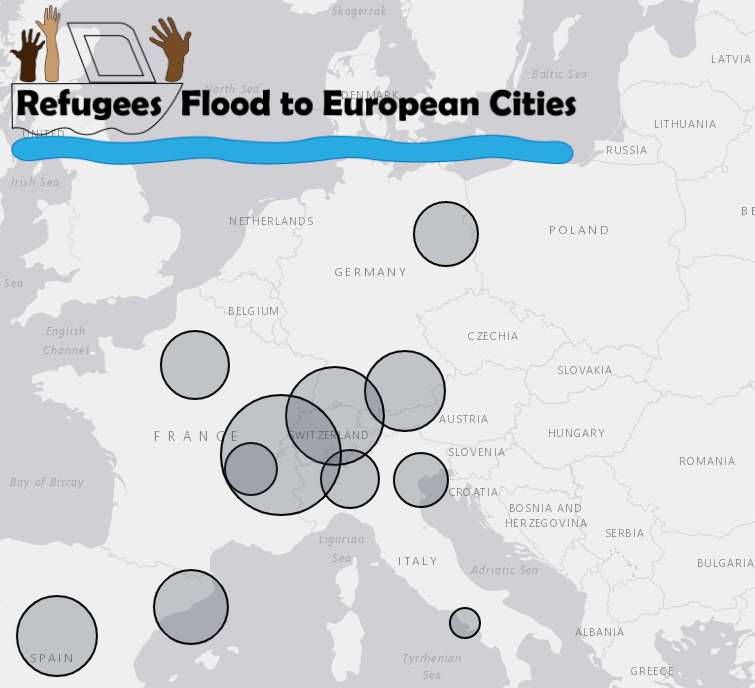 Skagerrak
LATVIA
Baltic Sea
North Sea
DENMARK
Refugees Flood to European Cities
LITHUANIA
UNITED
RUSSIA
Irish Sea
BE
NETHERLANDS
POLAND
GERMANY
Sea
BELGIUM
English
Channel
CZECHIA
SLOVAKIA
AUSTRIA
FRANCE
SWITZERLAND
HUNGARY
SLOVENIA
ROMANIA
Bay of Biscay
CROATIA
BOSNIA AND
HERZEGOVINA
SERBIA
Ligurian
Sea
ITALY
Adriatic Sea
BULGARIA
ALBANIA
SPAIN
Tyrrhenian
Sea
GREECE